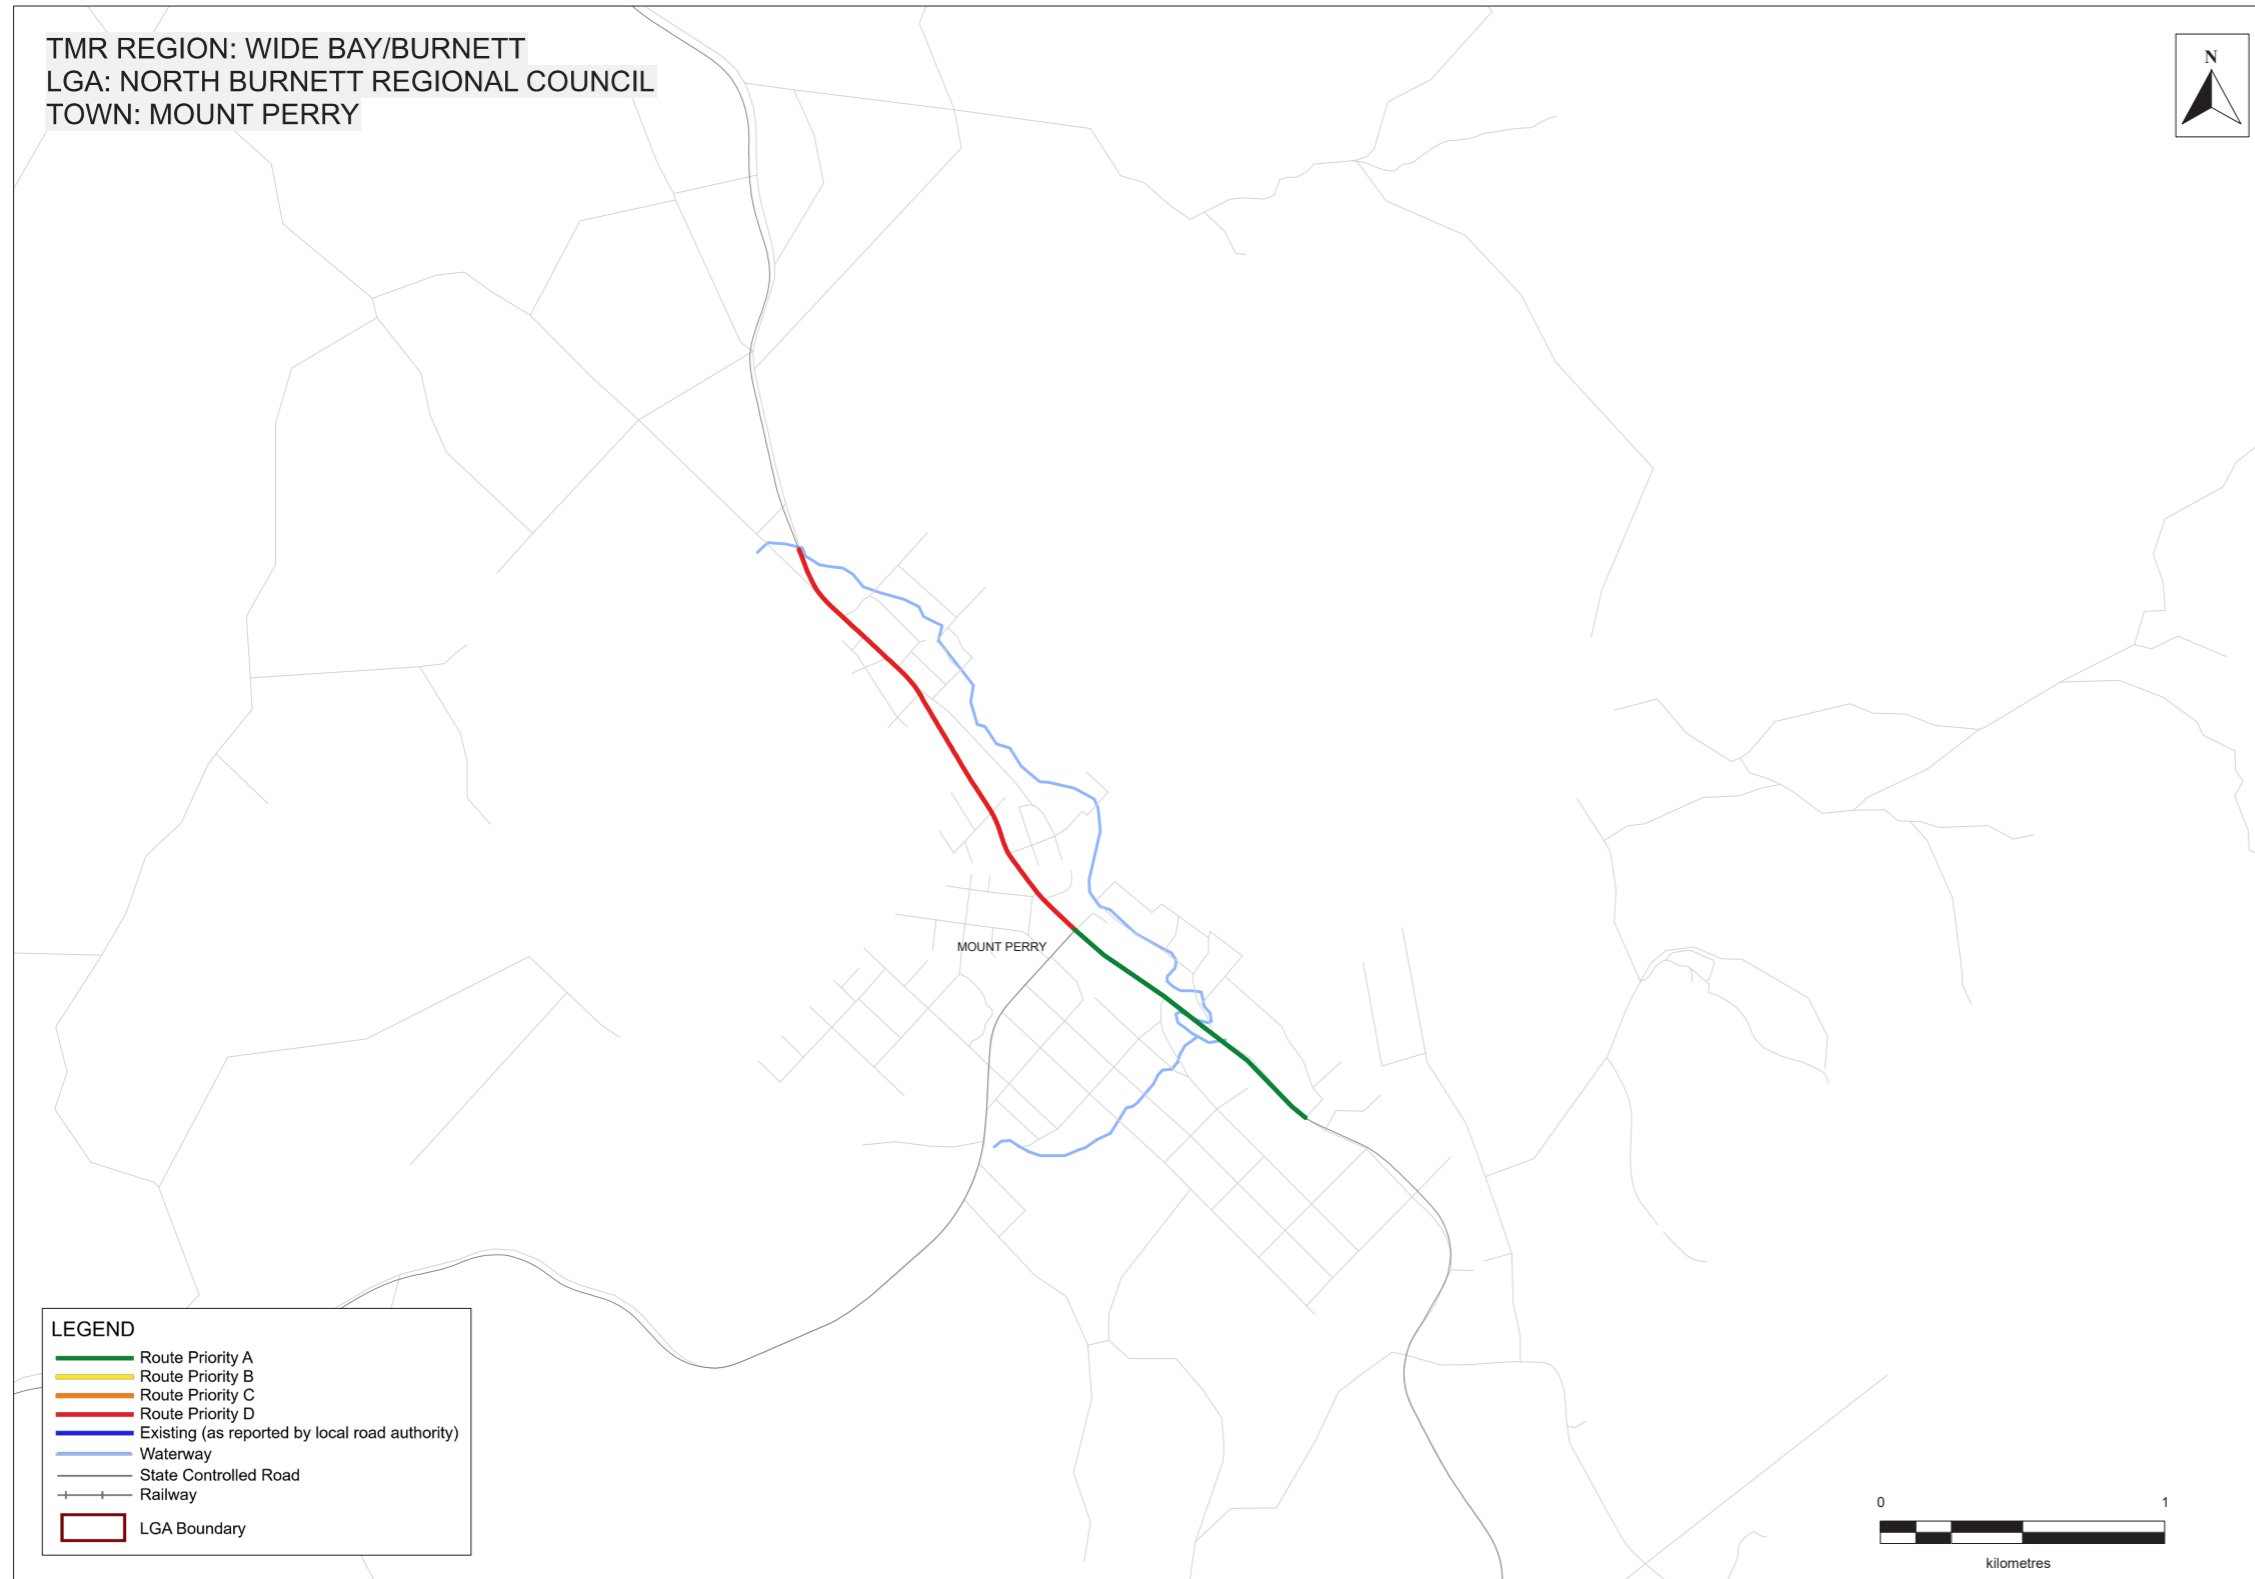 TMR REGION: WIDE BAY/BURNETT
LGA: NORTH BURNETT REGIONAL COUNCIL
TOWN: MOUNT PERRY
N
MOUNT PERRY
LEGEND
Route Priority A
Route Priority B
Route Priority C
Route Priority D
Existing (as reported by local road authority)
Waterway
State Controlled Road
Railway
LGA Boundary
0 1
kilometres